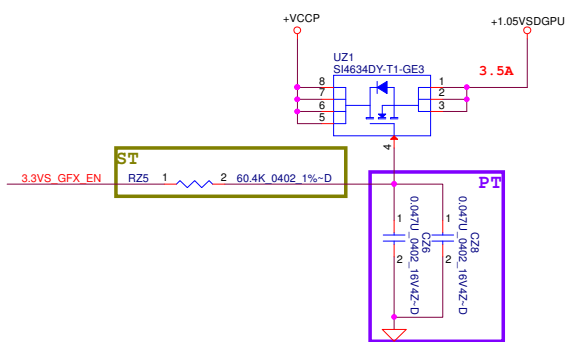 +VCCP
+1.05VSDGPU
UZ1
SI4634DY-T1-GE3
3.5A
8
7
6
5
1
2
3
4
ST
3.3VS_GFX_EN
RZ5
1
2
60.4K_0402_1%~D
PT
1
2
CZ6
0.047U_0402_16V4Z~D
1
2
CZ8
0.047U_0402_16V4Z~D